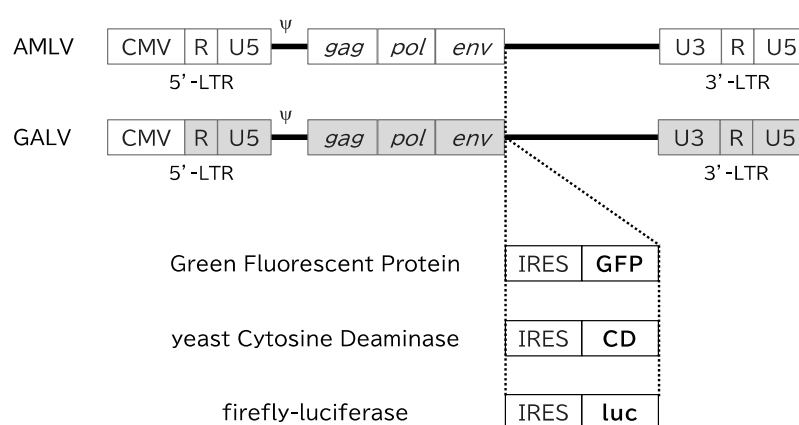 ψ
AMLV CMV R U5 gag pol env U3 R U5
5'-LTR 3'-LTR
ψ
GALV CMV R U5 gag pol env U3 R U5
5'-LTR 3'-LTR
Green Fluorescent Protein IRES GFP
yeast Cytosine Deaminase IRES CD
firefly-luciferase IRES luc